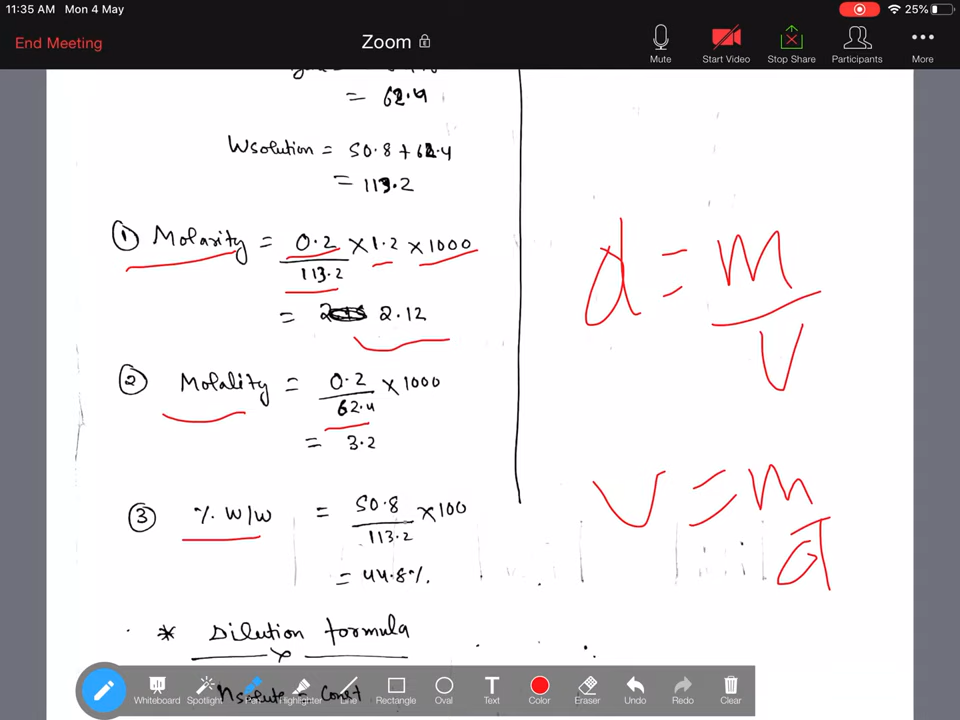 11:35 AM Mon 4 May
25%
End Meeting
Zoom
Mute
Start Video
Stop Share
Participants
More
= 62.4
Wsolution = 50.8 + 62.4
= 113.2
① Molarity = 0.2 × 1.2 × 1000
113.2
= 2.12
② Molality = 0.2 × 1000
62.4
= 3.2
③ % W/W = 50.8 × 100
113.2
= 44.8%
* Dilution formula
nsolute = Const
d = m
V
V = m
d
Whiteboard
Spotlight
Pen
Highlighter
Line
Rectangle
Oval
Text
Color
Eraser
Undo
Redo
Clear